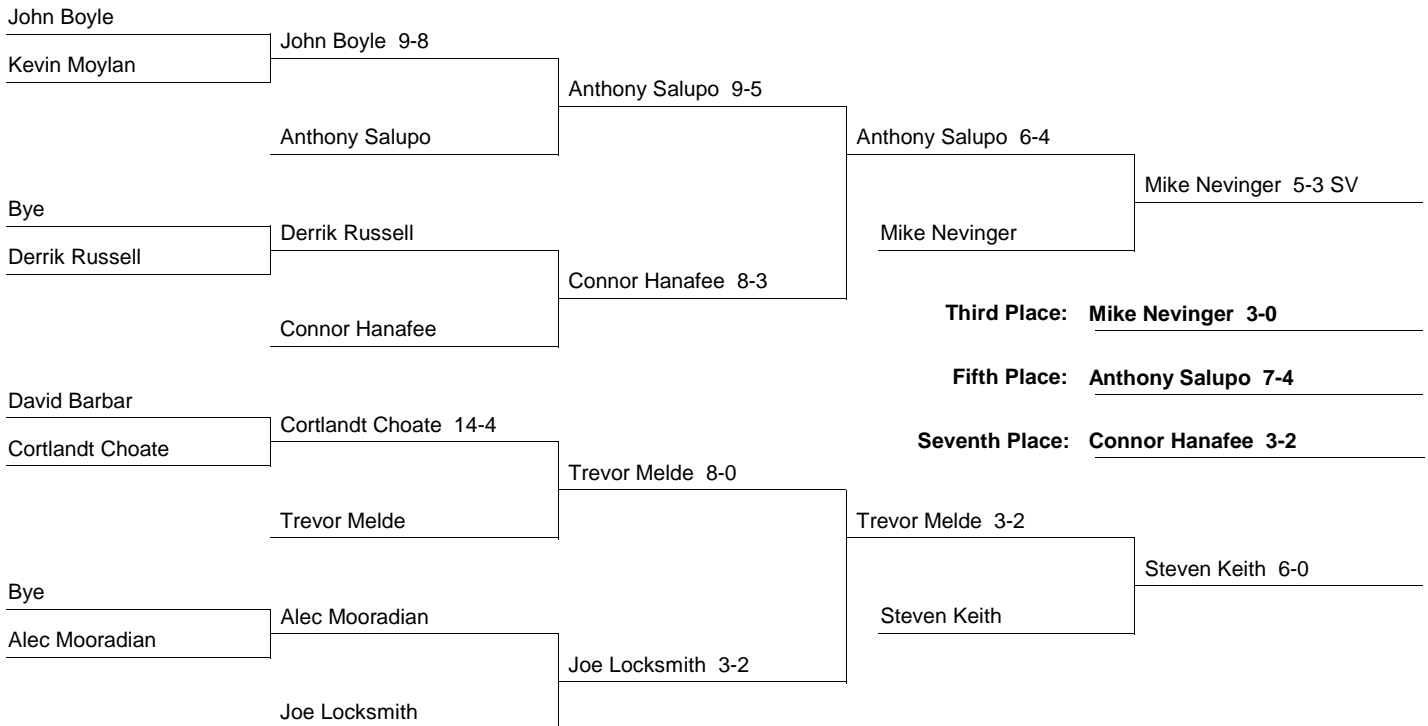 John Boyle
John Boyle 9-8
Kevin Moylan
Anthony Salupo 9-5
Anthony Salupo
Anthony Salupo 6-4
Mike Nevinger 5-3 SV
Bye
Derrik Russell
Mike Nevinger
Derrik Russell
Connor Hanafee 8-3
Third Place: Mike Nevinger 3-0
Connor Hanafee
Fifth Place: Anthony Salupo 7-4
David Barbar
Cortlandt Choate 14-4
Seventh Place: Connor Hanafee 3-2
Cortlandt Choate
Trevor Melde 8-0
Trevor Melde
Trevor Melde 3-2
Steven Keith 6-0
Bye
Alec Mooradian
Steven Keith
Alec Mooradian
Joe Locksmith 3-2
Joe Locksmith